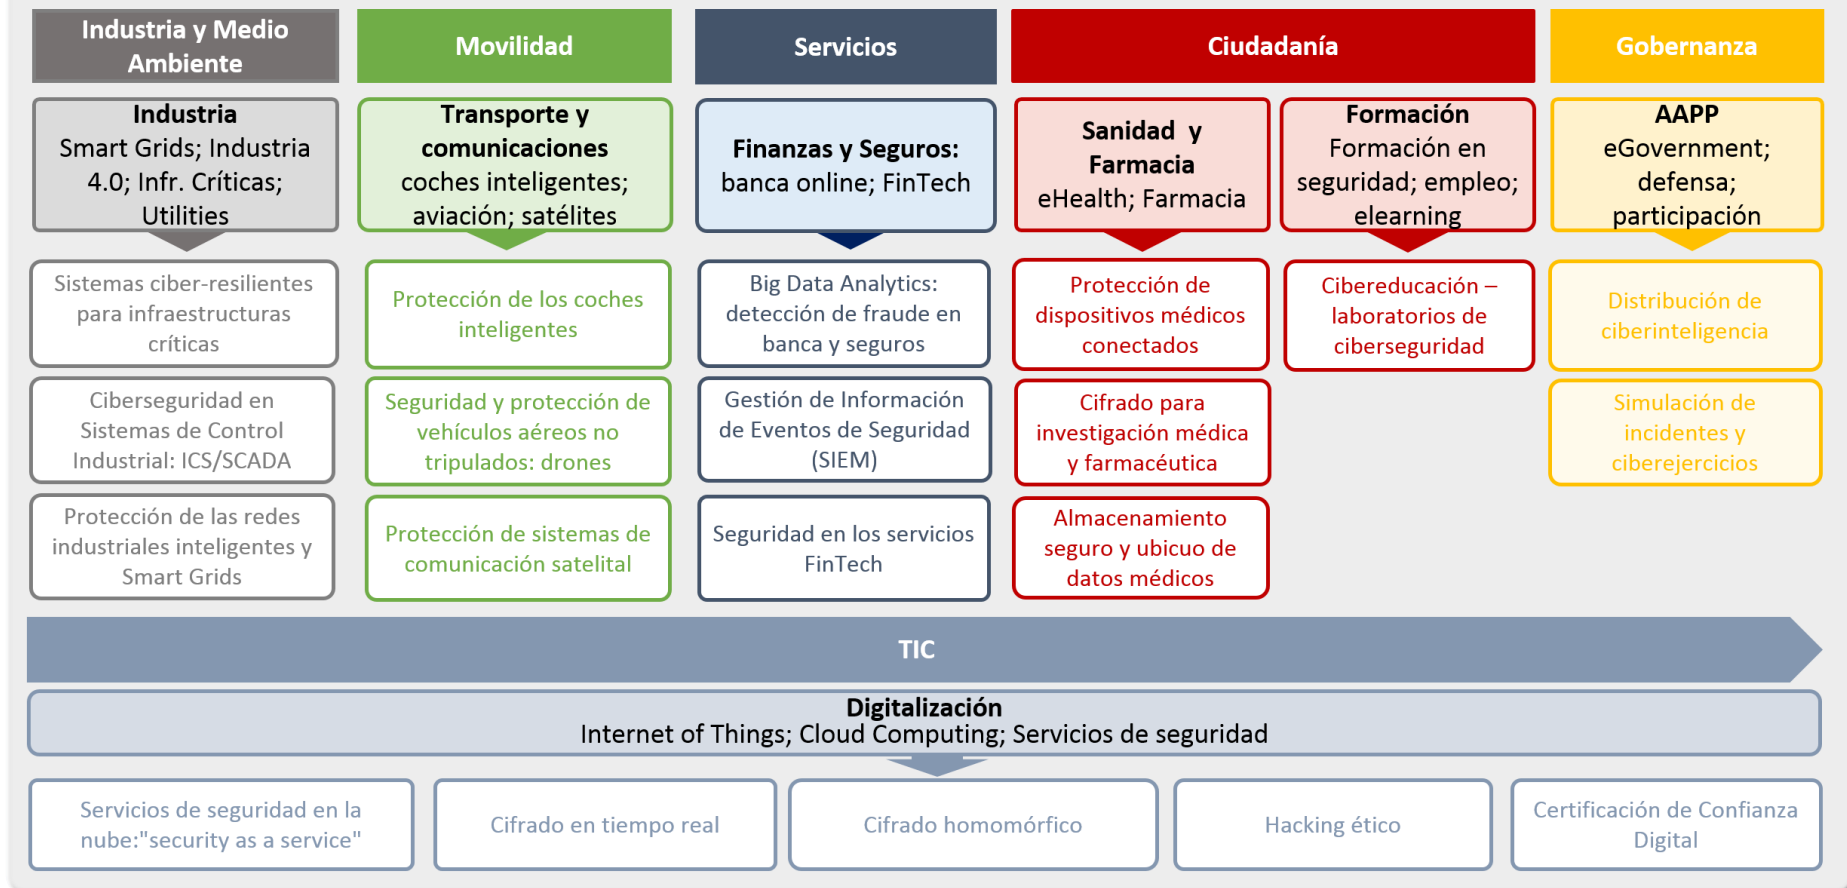 Industria y Medio
Ambiente
Movilidad
Servicios
Ciudadanía
Gobernanza
Industria
Smart Grids; Industria
4.0; Infr. Críticas;
Utilities
Transporte y
comunicaciones
coches inteligentes;
aviación; satélites
Finanzas y Seguros:
banca online; FinTech
Sanidad y
Farmacia
eHealth; Farmacia
Formación
Formación en
seguridad; empleo;
elearning
AAPP
eGovernment;
defensa;
participación
Sistemas ciber-resilientes
para infraestructuras
críticas
Protección de los coches
inteligentes
Big Data Analytics:
detección de fraude en
banca y seguros
Protección de
dispositivos médicos
conectados
Cibereducación –
laboratorios de
ciberseguridad
Distribución de
ciberinteligencia
Ciberseguridad en
Sistemas de Control
Industrial: ICS/SCADA
Seguridad y protección de
vehículos aéreos no
tripulados: drones
Gestión de Información
de Eventos de Seguridad
(SIEM)
Cifrado para
investigación médica
y farmacéutica
Simulación de
incidentes y
ciberejercicios
Protección de las redes
industriales inteligentes y
Smart Grids
Protección de sistemas de
comunicación satelital
Seguridad en los servicios
FinTech
Almacenamiento
seguro y ubicuo de
datos médicos
TIC
Digitalización
Internet of Things; Cloud Computing; Servicios de seguridad
Servicios de seguridad en la
nube:"security as a service"
Cifrado en tiempo real
Cifrado homomórfico
Hacking ético
Certificación de Confianza
Digital